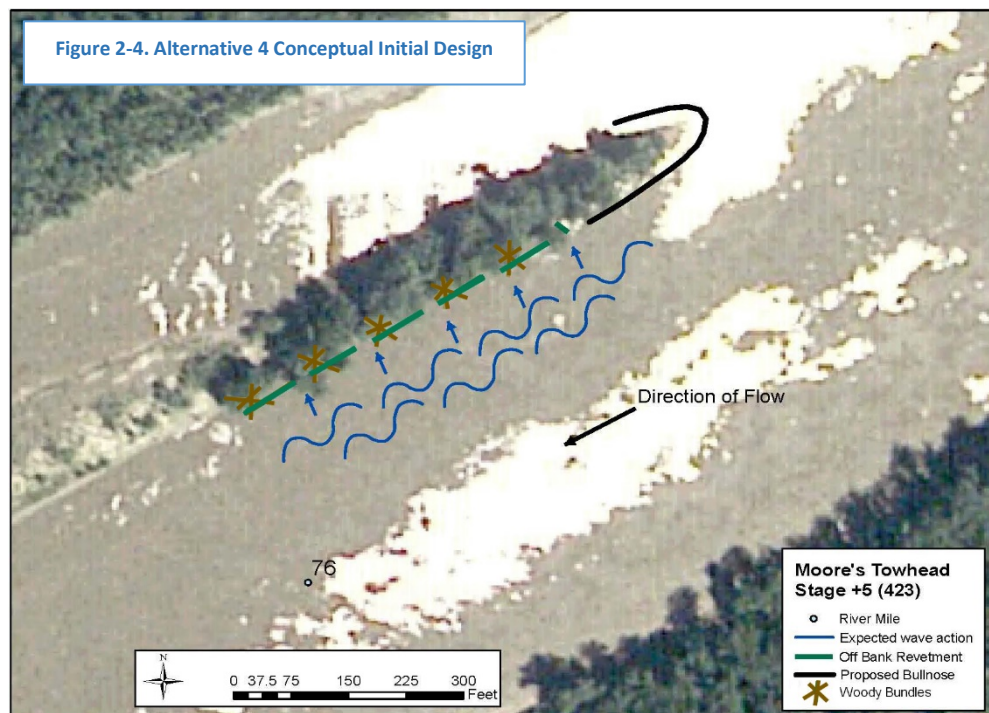 Figure 2-4. Alternative 4 Conceptual Initial Design
Direction of Flow
76
N
0 37.5 75 150 225 300
Feet
Moore's Towhead
Stage +5 (423)
River Mile
Expected wave action
Off Bank Revetment
Proposed Bullnose
Woody Bundles